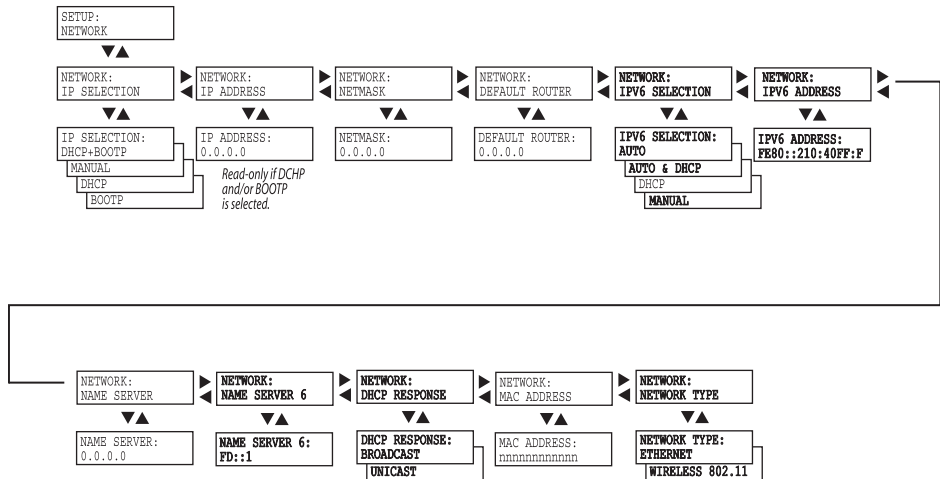 SETUP:
NETWORK
NETWORK:
IP SELECTION
NETWORK:
IP ADDRESS
NETWORK:
NETMASK
NETWORK:
DEFAULT ROUTER
NETWORK:
IPV6 SELECTION
NETWORK:
IPV6 ADDRESS
IP SELECTION:
DHCP+BOOTP
MANUAL
DHCP
BOOTP
IP ADDRESS:
0.0.0.0
Read-only if DCHP
and/or BOOTP
is selected.
NETMASK:
0.0.0.0
DEFAULT ROUTER:
0.0.0.0
IPV6 SELECTION:
AUTO
AUTO & DHCP
DHCP
MANUAL
IPV6 ADDRESS:
FE80::210:40FF:F
NETWORK:
NAME SERVER
NETWORK:
NAME SERVER 6
NETWORK:
DHCP RESPONSE
NETWORK:
MAC ADDRESS
NETWORK:
NETWORK TYPE
NAME SERVER:
0.0.0.0
NAME SERVER 6:
FD::1
DHCP RESPONSE:
BROADCAST
UNICAST
MAC ADDRESS:
nnnnnnnnnnnn
NETWORK TYPE:
ETHERNET
WIRELESS 802.11